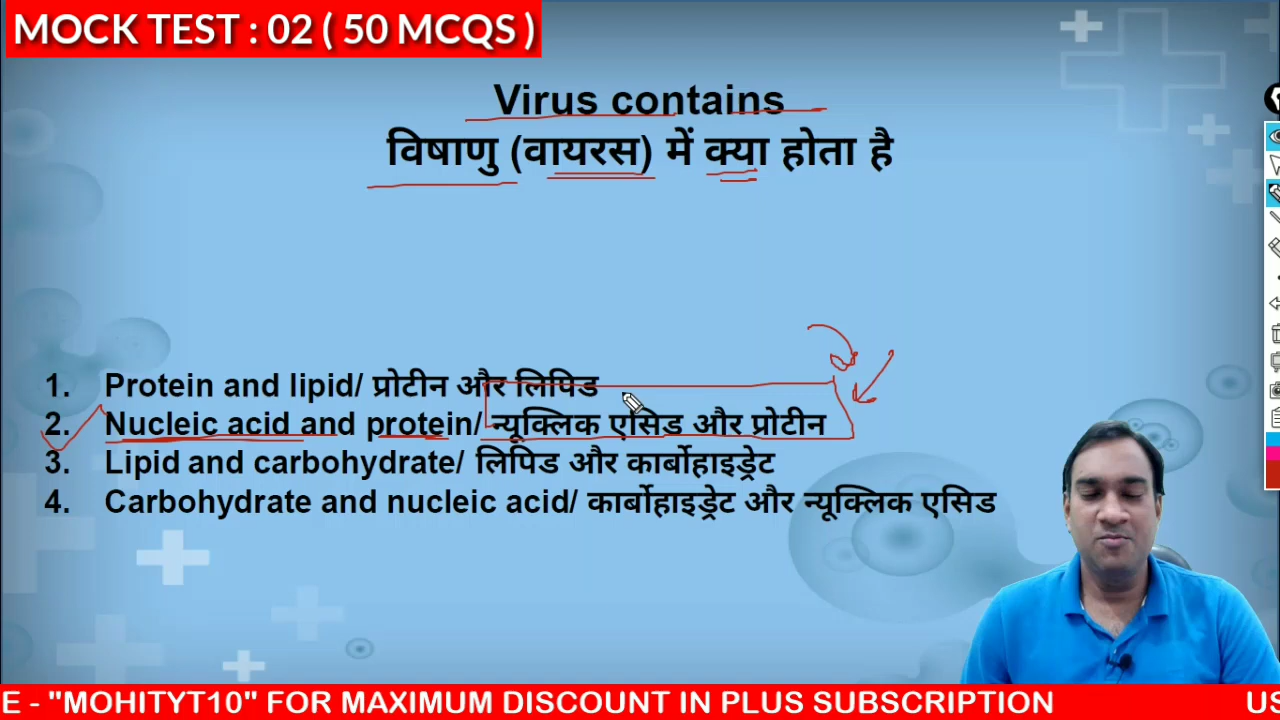 MOCK TEST : 02 ( 50 MCQS )
Virus contains
विषाणु (वायरस) में क्या होता है
1. Protein and lipid/ प्रोटीन और लिपिड
2. Nucleic acid and protein/ न्यूक्लिक एसिड और प्रोटीन
3. Lipid and carbohydrate/ लिपिड और कार्बोहाइड्रेट
4. Carbohydrate and nucleic acid/ कार्बोहाइड्रेट और न्यूक्लिक एसिड
E - "MOHITYT10" FOR MAXIMUM DISCOUNT IN PLUS SUBSCRIPTION US